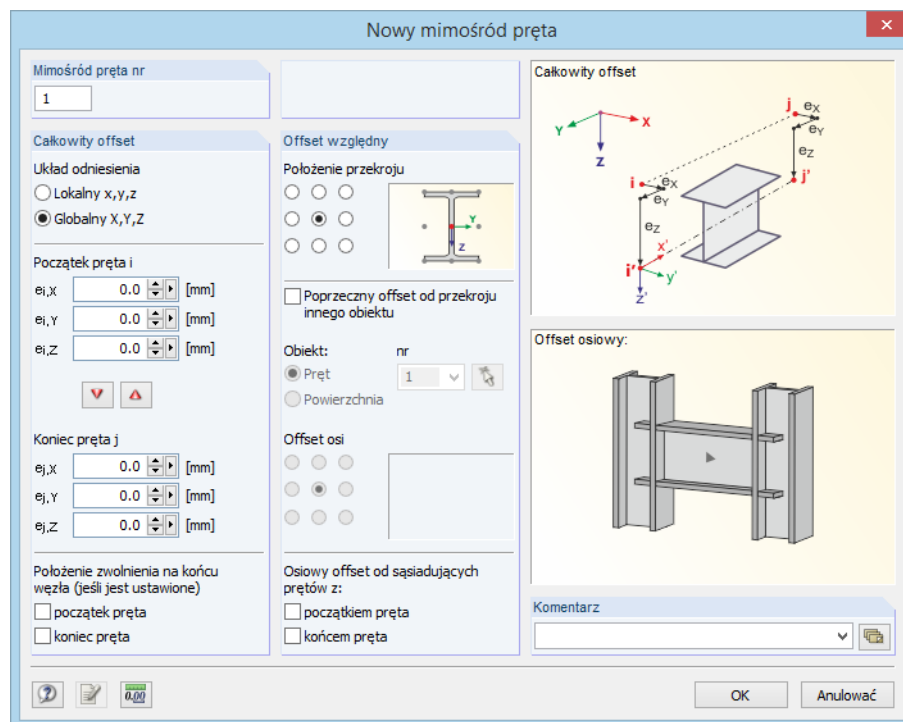 Nowy mimośród pręta
Mimośród pręta nr
1
Całkowity offset
Układ odniesienia
Lokalny x,y,z
Globalny X,Y,Z
Początek pręta i
ei,X 0.0 [mm]
ei,Y 0.0 [mm]
ei,Z 0.0 [mm]
Koniec pręta j
ej,X 0.0 [mm]
ej,Y 0.0 [mm]
ej,Z 0.0 [mm]
Położenie zwolnienia na końcu
węzła (jeśli jest ustawione)
początek pręta
koniec pręta
Offset względny
Położenie przekroju
Y
Z
Poprzeczny offset od przekroju
innego obiektu
Obiekt: nr
Pręt 1
Powierzchnia
Offset osi
Osiowy offset od sąsiadujących
prętów z:
początkiem pręta
końcem pręta
Całkowity offset
Y X
Z
j eX
eY
eZ
j'
i eX
eY
eZ
x'
i' y'
z'
Offset osiowy:
Komentarz
0.00
OK Anulować